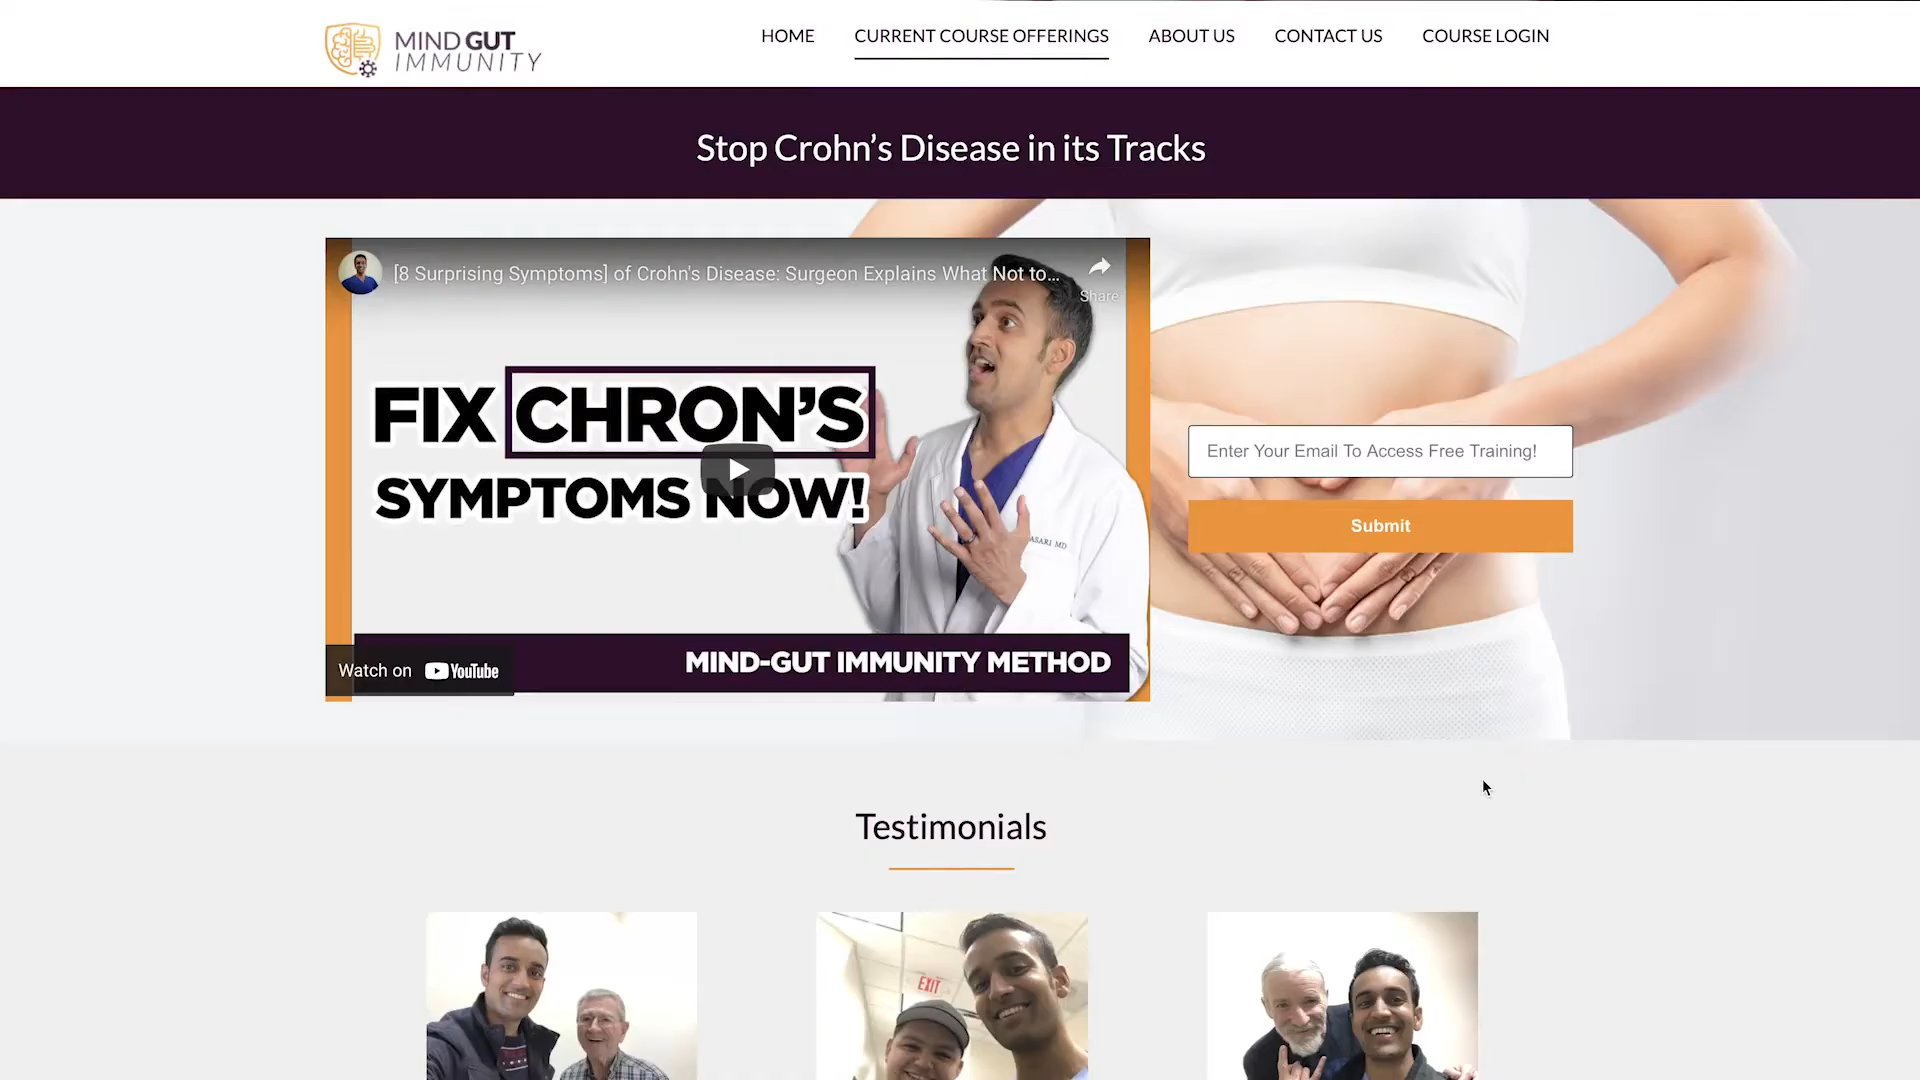 MIND GUT
IMMUNITY
HOME
CURRENT COURSE OFFERINGS
ABOUT US
CONTACT US
COURSE LOGIN
Stop Crohn’s Disease in its Tracks
[8 Surprising Symptoms] of Crohn's Disease: Surgeon Explains What Not to...
Share
FIX CHRON’S
SYMPTOMS NOW!
ASARI MD
MIND-GUT IMMUNITY METHOD
Watch on YouTube
Enter Your Email To Access Free Training!
Submit
Testimonials
EXIT